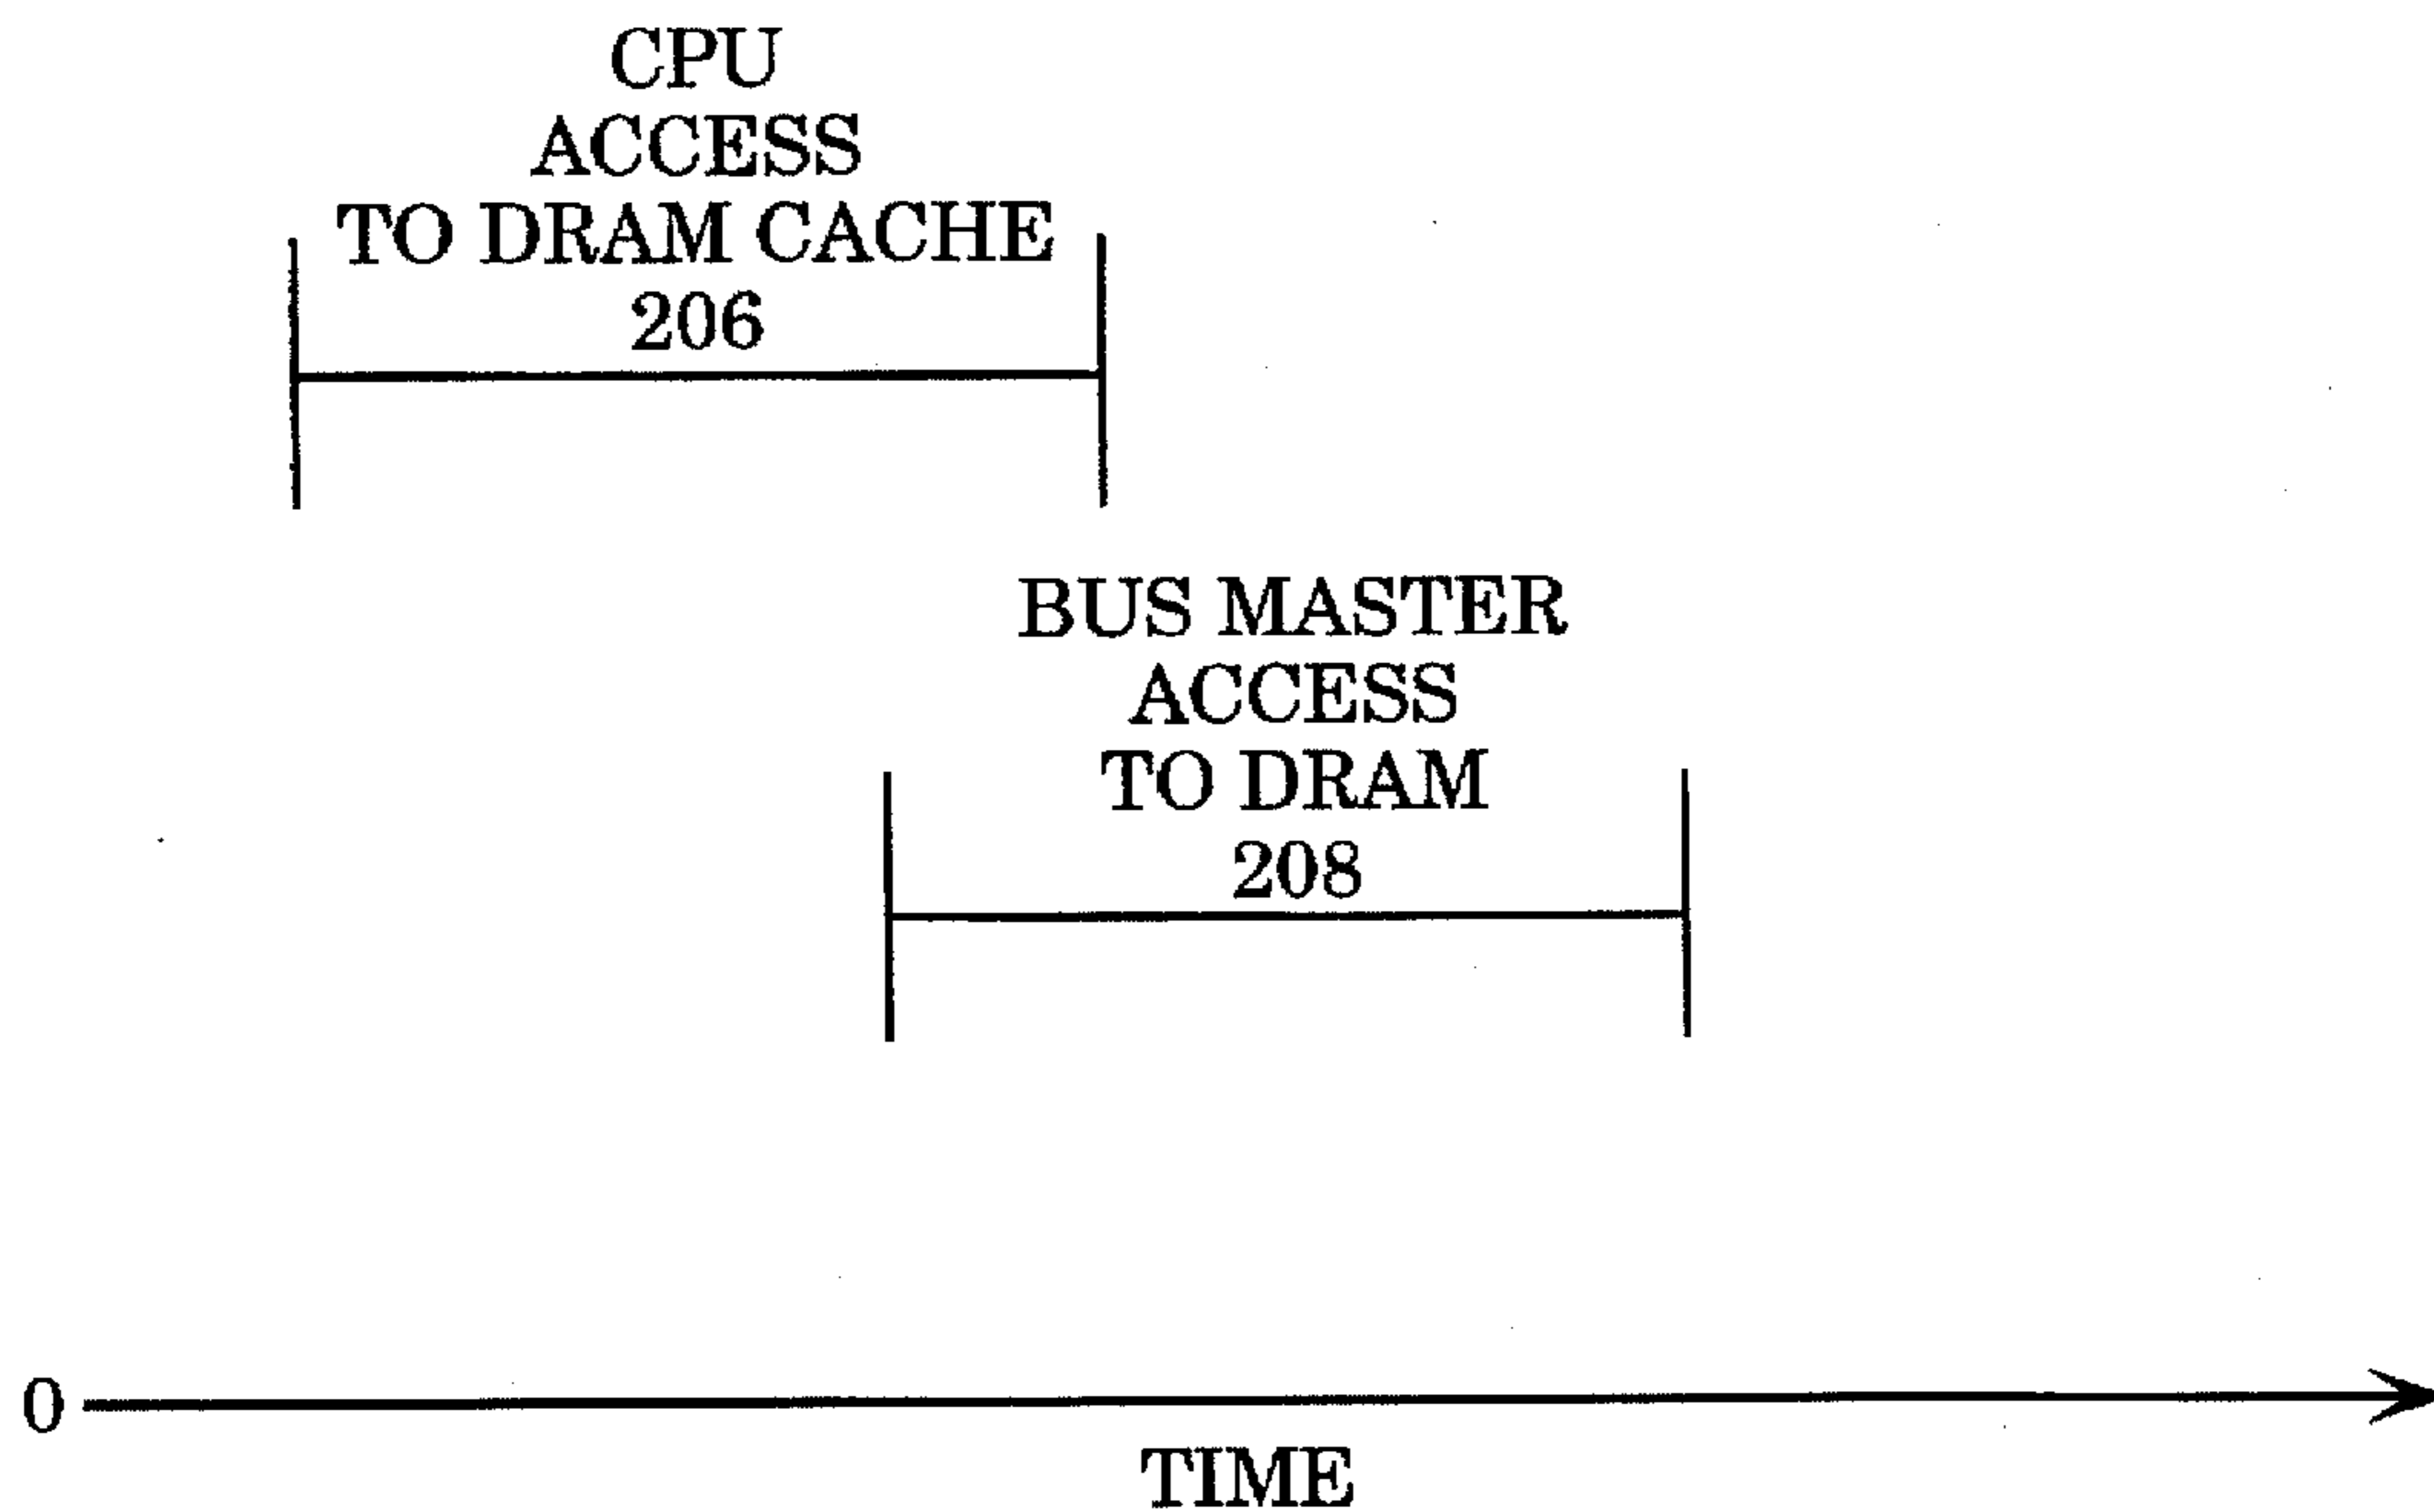 CPU
ACCESS
TO DRAM CACHE
206
BUS MASTER
ACCESS
TO DRAM
208
0
TIME